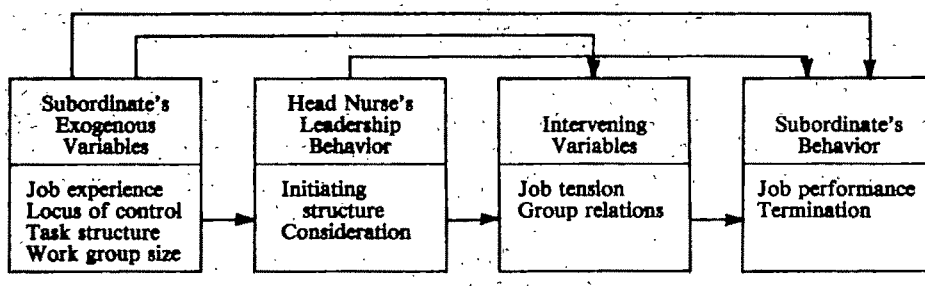 Subordinate's
Exogenous
Variables
Job experience
Locus of control
Task structure
Work group size
Head Nurse's
Leadership
Behavior
Initiating
structure
Consideration
Intervening
Variables
Job tension
Group relations
Subordinate's
Behavior
Job performance
Termination